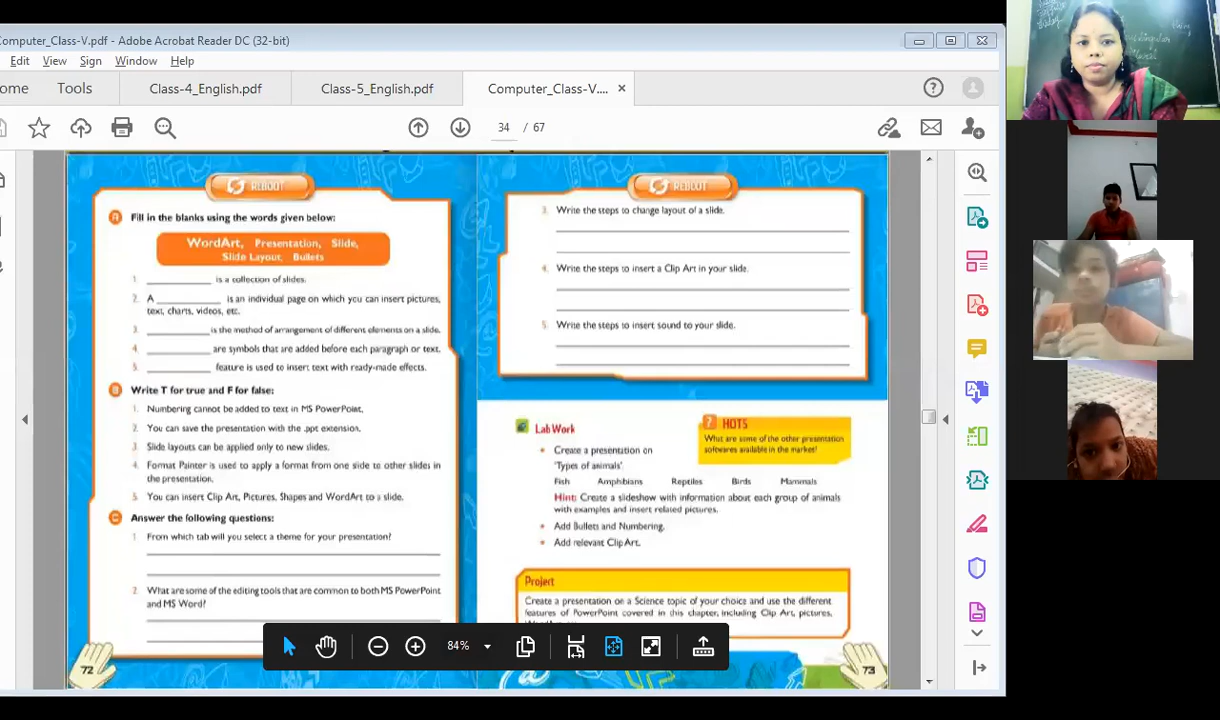 Computer_Class-V.pdf - Adobe Acrobat Reader DC (32-bit)
Edit View Sign Window Help
ome Tools Class-4_English.pdf Class-5_English.pdf Computer_Class-V.... ×
34 / 67
REBOOT
A Fill in the blanks using the words given below:
WordArt, Presentation, Slide,
Slide Layout, Bullets
1. ____________ is a collection of slides.
2. A ____________ is an individual page on which you can insert pictures,
text, charts, videos, etc.
3. ____________ is the method of arrangement of different elements on a slide.
4. ____________ are symbols that are added before each paragraph or text.
5. ____________ feature is used to insert text with ready-made effects.
B Write T for true and F for false:
1. Numbering cannot be added to text in MS PowerPoint.
2. You can save the presentation with the .ppt extension.
3. Slide layouts can be applied only to new slides.
4. Format Painter is used to apply a format from one slide to other slides in
the presentation.
5. You can insert Clip Art, Pictures, Shapes and WordArt to a slide.
C Answer the following questions:
1. From which tab will you select a theme for your presentation?
2. What are some of the editing tools that are common to both MS PowerPoint
and MS Word?
72
REBOOT
3. Write the steps to change layout of a slide.
4. Write the steps to insert a Clip Art in your slide.
5. Write the steps to insert sound to your slide.
Lab Work
• Create a presentation on
'Types of animals'.
? HOTS
What are some of the other presentation
softwares available in the market?
Fish Amphibians Reptiles Birds Mammals
Hint: Create a slideshow with information about each group of animals
with examples and insert related pictures.
• Add Bullets and Numbering.
• Add relevant Clip Art.
Project
Create a presentation on a Science topic of your choice and use the different
features of PowerPoint covered in this chapter, including Clip Art, pictures,
73
84%